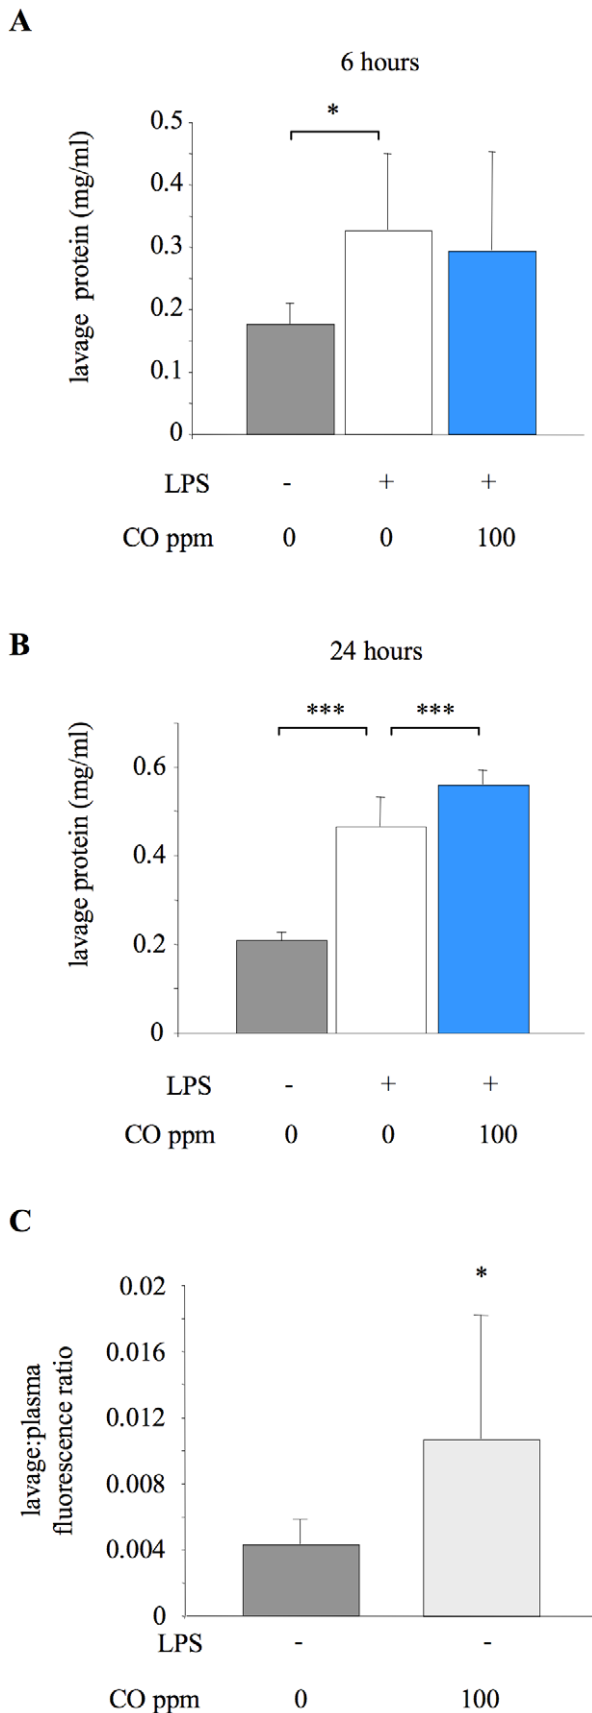 A
6 hours
*
lavage protein (mg/ml)
0.5
0.4
0.3
0.2
0.1
0
LPS - + +
CO ppm 0 0 100
B
24 hours
*** ***
lavage protein (mg/ml)
0.6
0.4
0.2
0
LPS - + +
CO ppm 0 0 100
C
*
lavage:plasma
fluorescence ratio
0.02
0.016
0.012
0.008
0.004
0
LPS - -
CO ppm 0 100